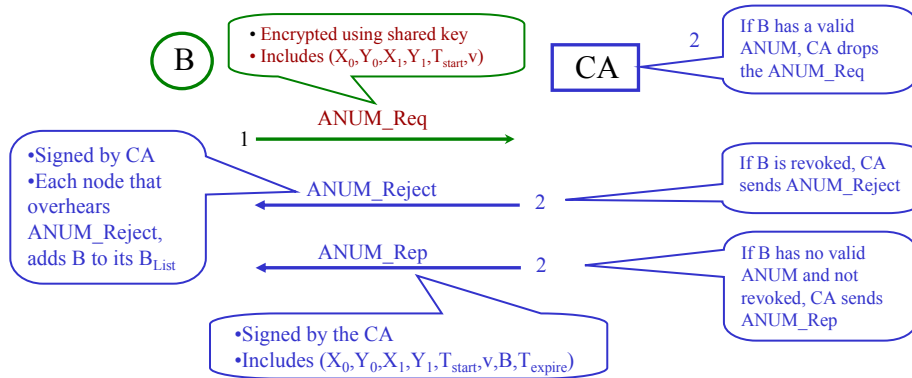 • Encrypted using shared key
• Includes (X0,Y0,X1,Y1,Tstart,v)
B
CA
2
If B has a valid
ANUM, CA drops
the ANUM_Req
ANUM_Req
1
•Signed by CA
•Each node that
overhears
ANUM_Reject,
adds B to its BList
ANUM_Reject
2
If B is revoked, CA
sends ANUM_Reject
ANUM_Rep
2
If B has no valid
ANUM and not
revoked, CA sends
ANUM_Rep
•Signed by the CA
•Includes (X0,Y0,X1,Y1,Tstart,v,B,Texpire)